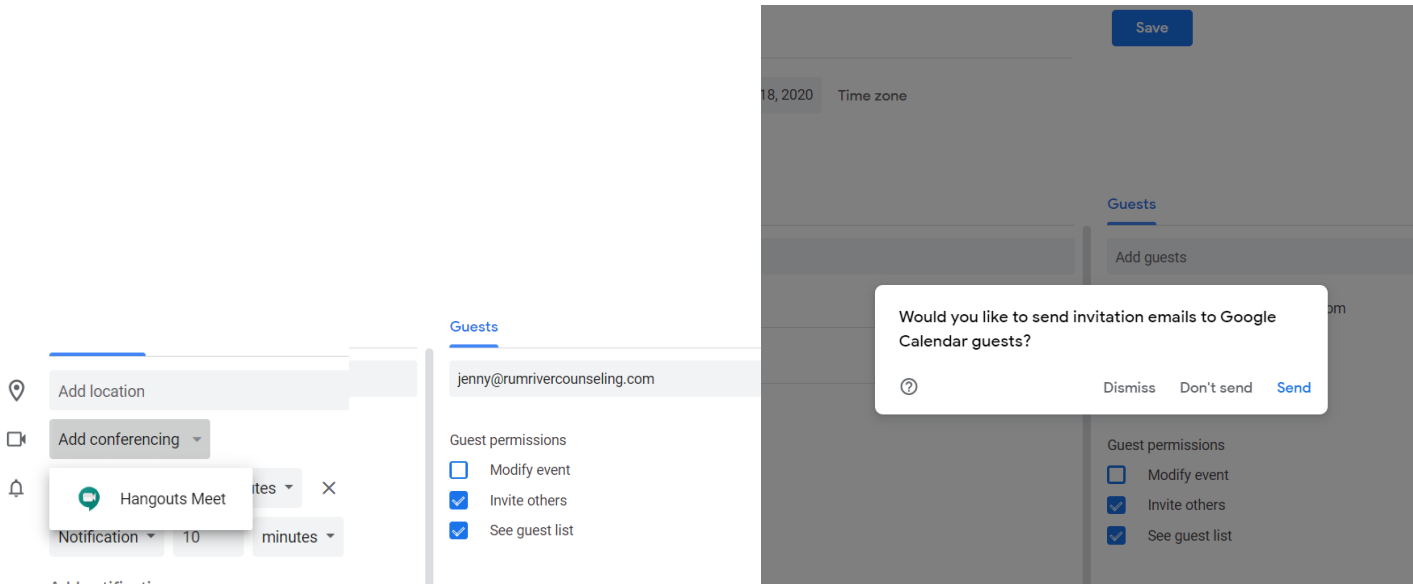 Add location
Add conferencing
Hangouts Meet
Notification
10
minutes
Guests
jenny@rumrivercounseling.com
Guest permissions
Modify event
Invite others
See guest list
Save
18, 2020
Time zone
Guests
Add guests
Would you like to send invitation emails to Google
Calendar guests?
Dismiss Don't send Send
Guest permissions
Modify event
Invite others
See guest list